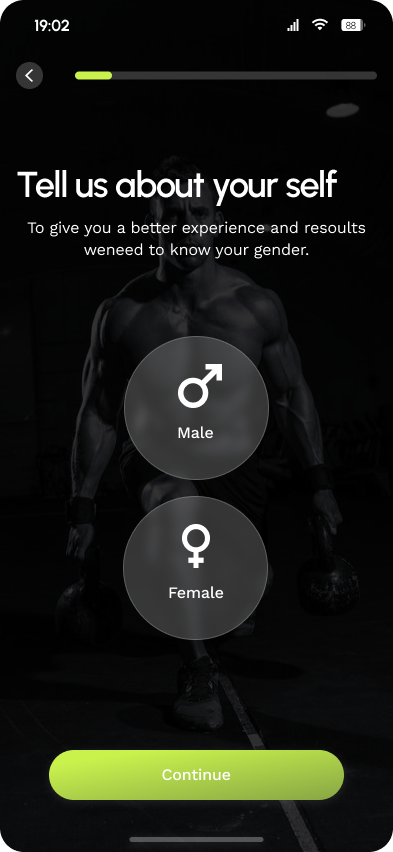 19:02
88
Tell us about your self
To give you a better experience and resoults
weneed to know your gender.
Male
Female
Continue